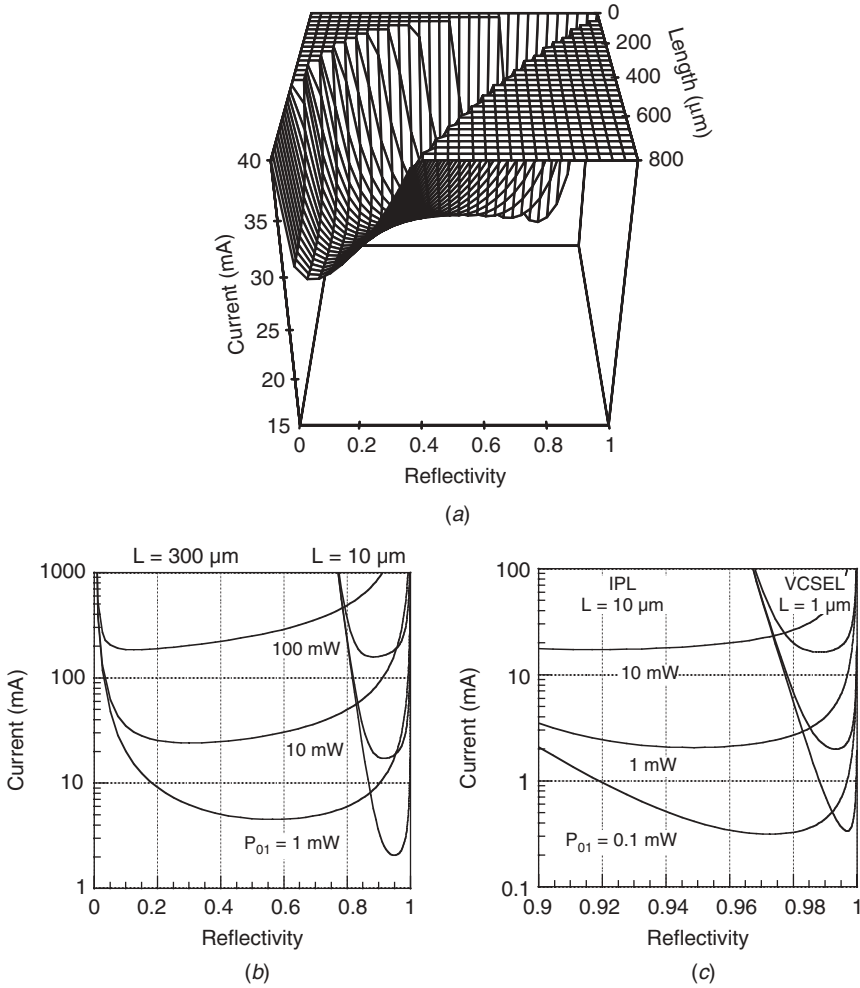 0
200
400
600
800
Length (μm)
40
35
30
25
20
15
Current (mA)
0 0.2 0.4 0.6 0.8 1
Reflectivity
(a)
L = 300 μm L = 10 μm
1000
100
10
1
Current (mA)
100 mW
10 mW
P01 = 1 mW
0 0.2 0.4 0.6 0.8 1
Reflectivity
(b)
100
10
1
0.1
Current (mA)
IPL
L = 10 μm
VCSEL
L = 1 μm
10 mW
1 mW
P01 = 0.1 mW
0.9 0.92 0.94 0.96 0.98 1
Reflectivity
(c)